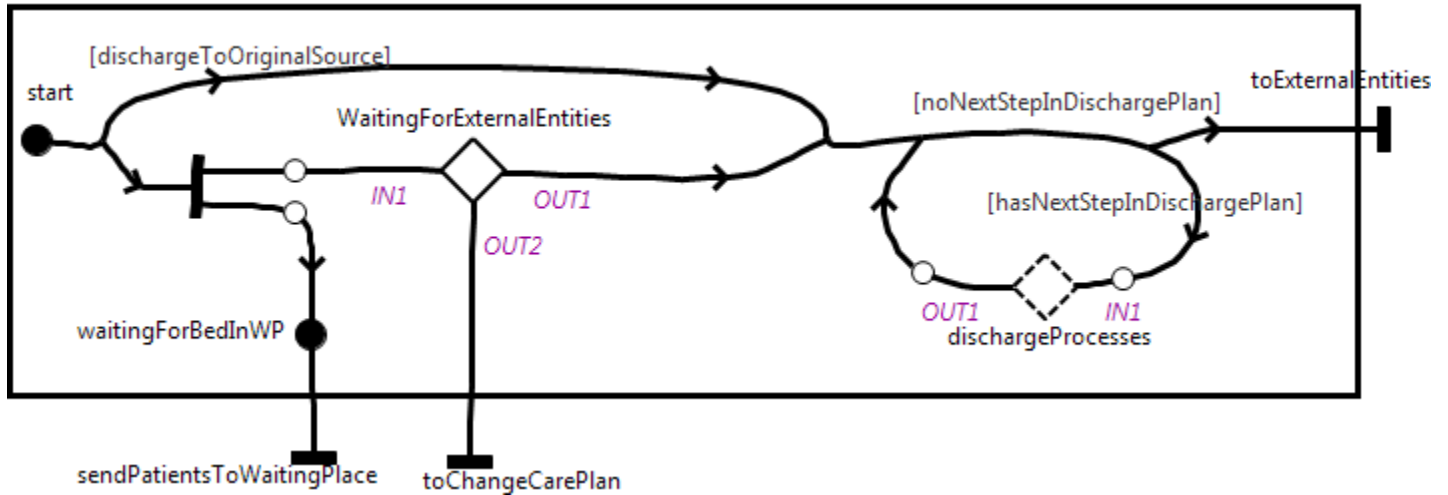 [dischargeToOriginalSource]
start
toExternalEntities
[noNextStepInDischargePlan]
WaitingForExternalEntities
IN1
OUT1
[hasNextStepInDischargePlan]
OUT2
OUT1
IN1
waitingForBedInWP
dischargeProcesses
sendPatientsToWaitingPlace
toChangeCarePlan